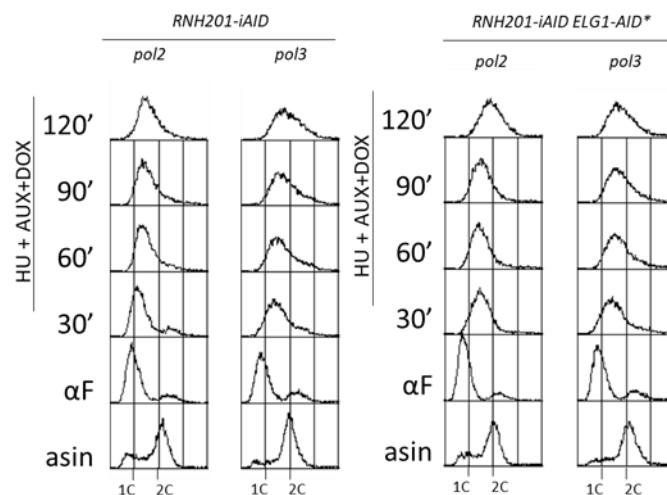 RNH201-iAID
pol2 pol3
HU + AUX+DOX
120’
90’
60’
30’
αF
asin
1C 2C 1C 2C
RNH201-iAID ELG1-AID*
pol2 pol3
HU + AUX+DOX
120’
90’
60’
30’
αF
asin
1C 2C 1C 2C